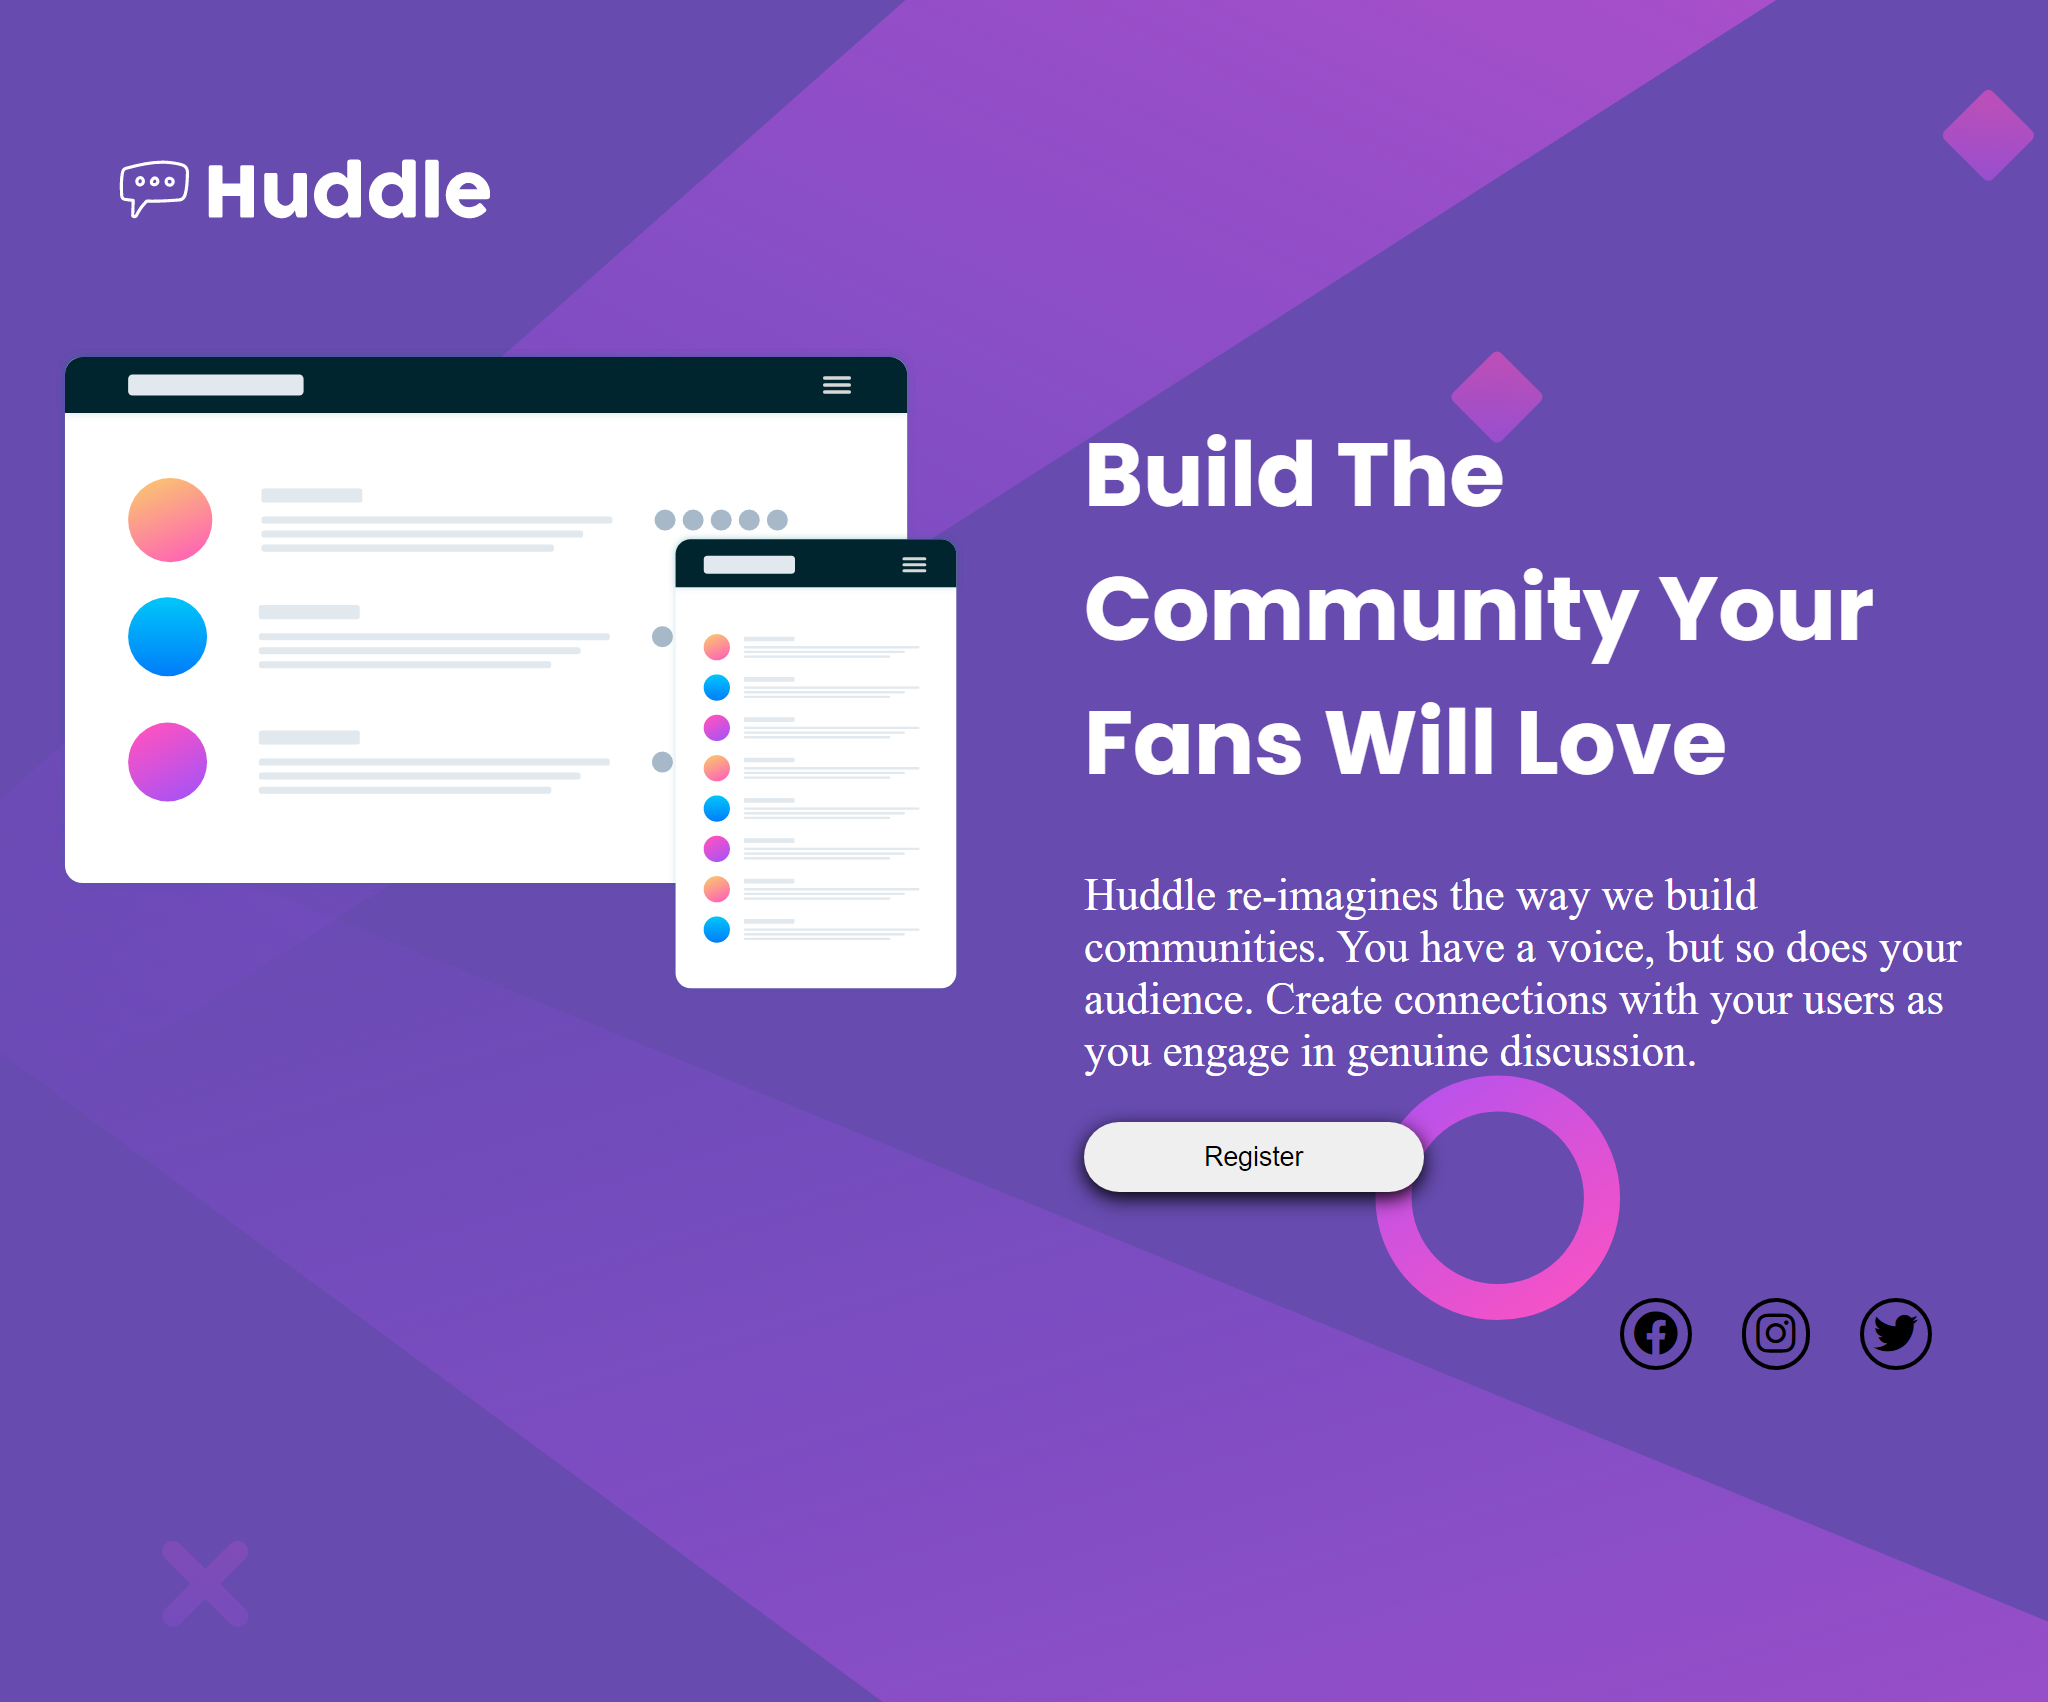 Huddle
Build The
Community Your
Fans Will Love
Huddle re-imagines the way we build
communities. You have a voice, but so does your
audience. Create connections with your users as
you engage in genuine discussion.
Register